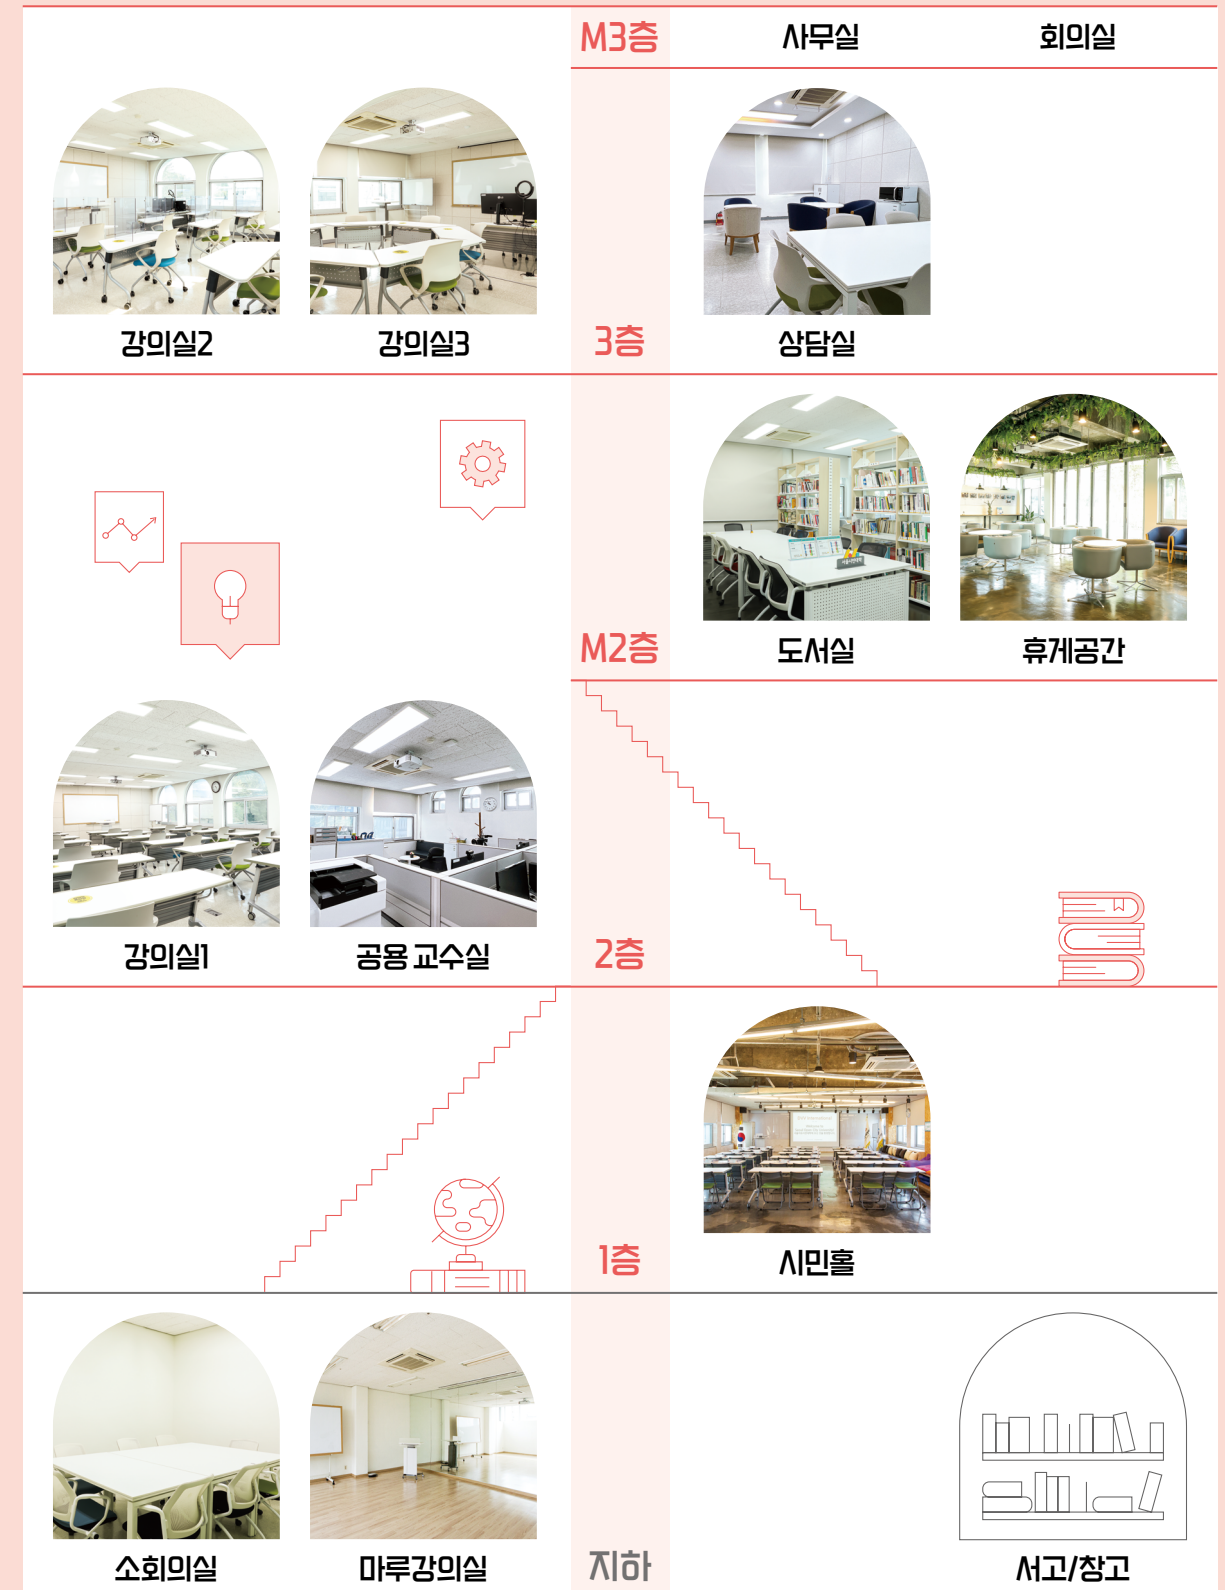 M3층 사무실 회의실
강의실2 강의실3 3층 상담실
M2층 도서실 휴게공간
강의실1 공용 교수실 2층
1층 시민홀
소회의실 마루강의실 지하 서고/창고